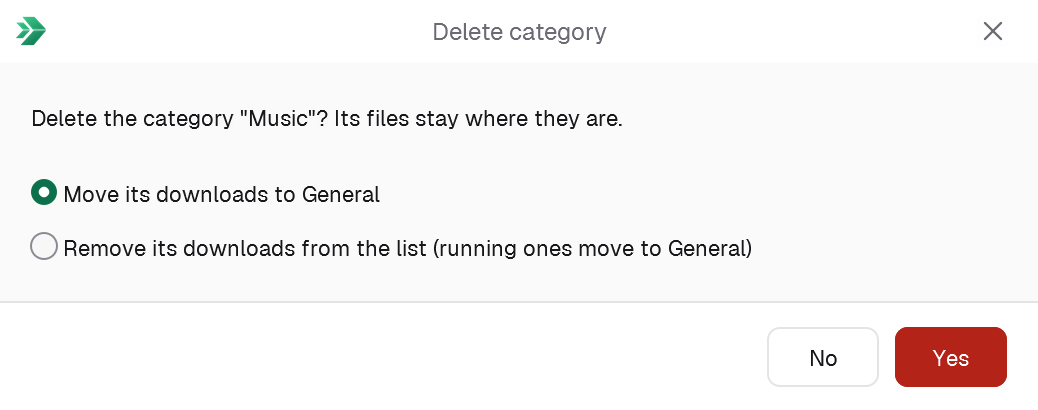 Delete category
Delete the category "Music"? Its files stay where they are.
Move its downloads to General
Remove its downloads from the list (running ones move to General)
No
Yes